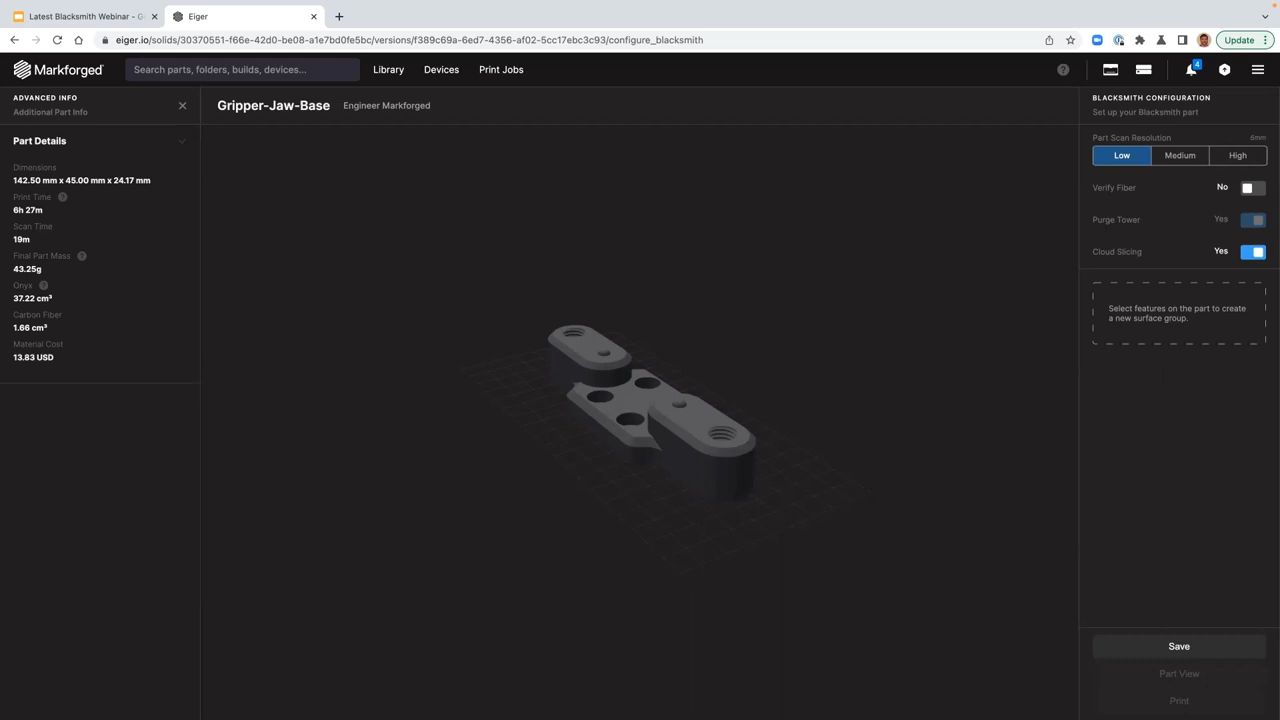 Latest Blacksmith Webinar - G
Eiger
eiger.io/solids/30370551-f66e-42d0-be08-a1e7bd0fe5bc/versions/f389c69a-6ed7-4356-af02-5cc17ebc3c93/configure_blacksmith
Update
Markforged
Search parts, folders, builds, devices...
Library
Devices
Print Jobs
4
ADVANCED INFO
Additional Part Info
Part Details
Dimensions
142.50 mm x 45.00 mm x 24.17 mm
Print Time
6h 27m
Scan Time
19m
Final Part Mass
43.25g
Onyx
37.22 cm³
Carbon Fiber
1.66 cm³
Material Cost
13.83 USD
Gripper-Jaw-Base Engineer Markforged
BLACKSMITH CONFIGURATION
Set up your Blacksmith part
Part Scan Resolution 6mm
Low Medium High
Verify Fiber No
Purge Tower Yes
Cloud Slicing Yes
Select features on the part to create
a new surface group.
Save
Part View
Print